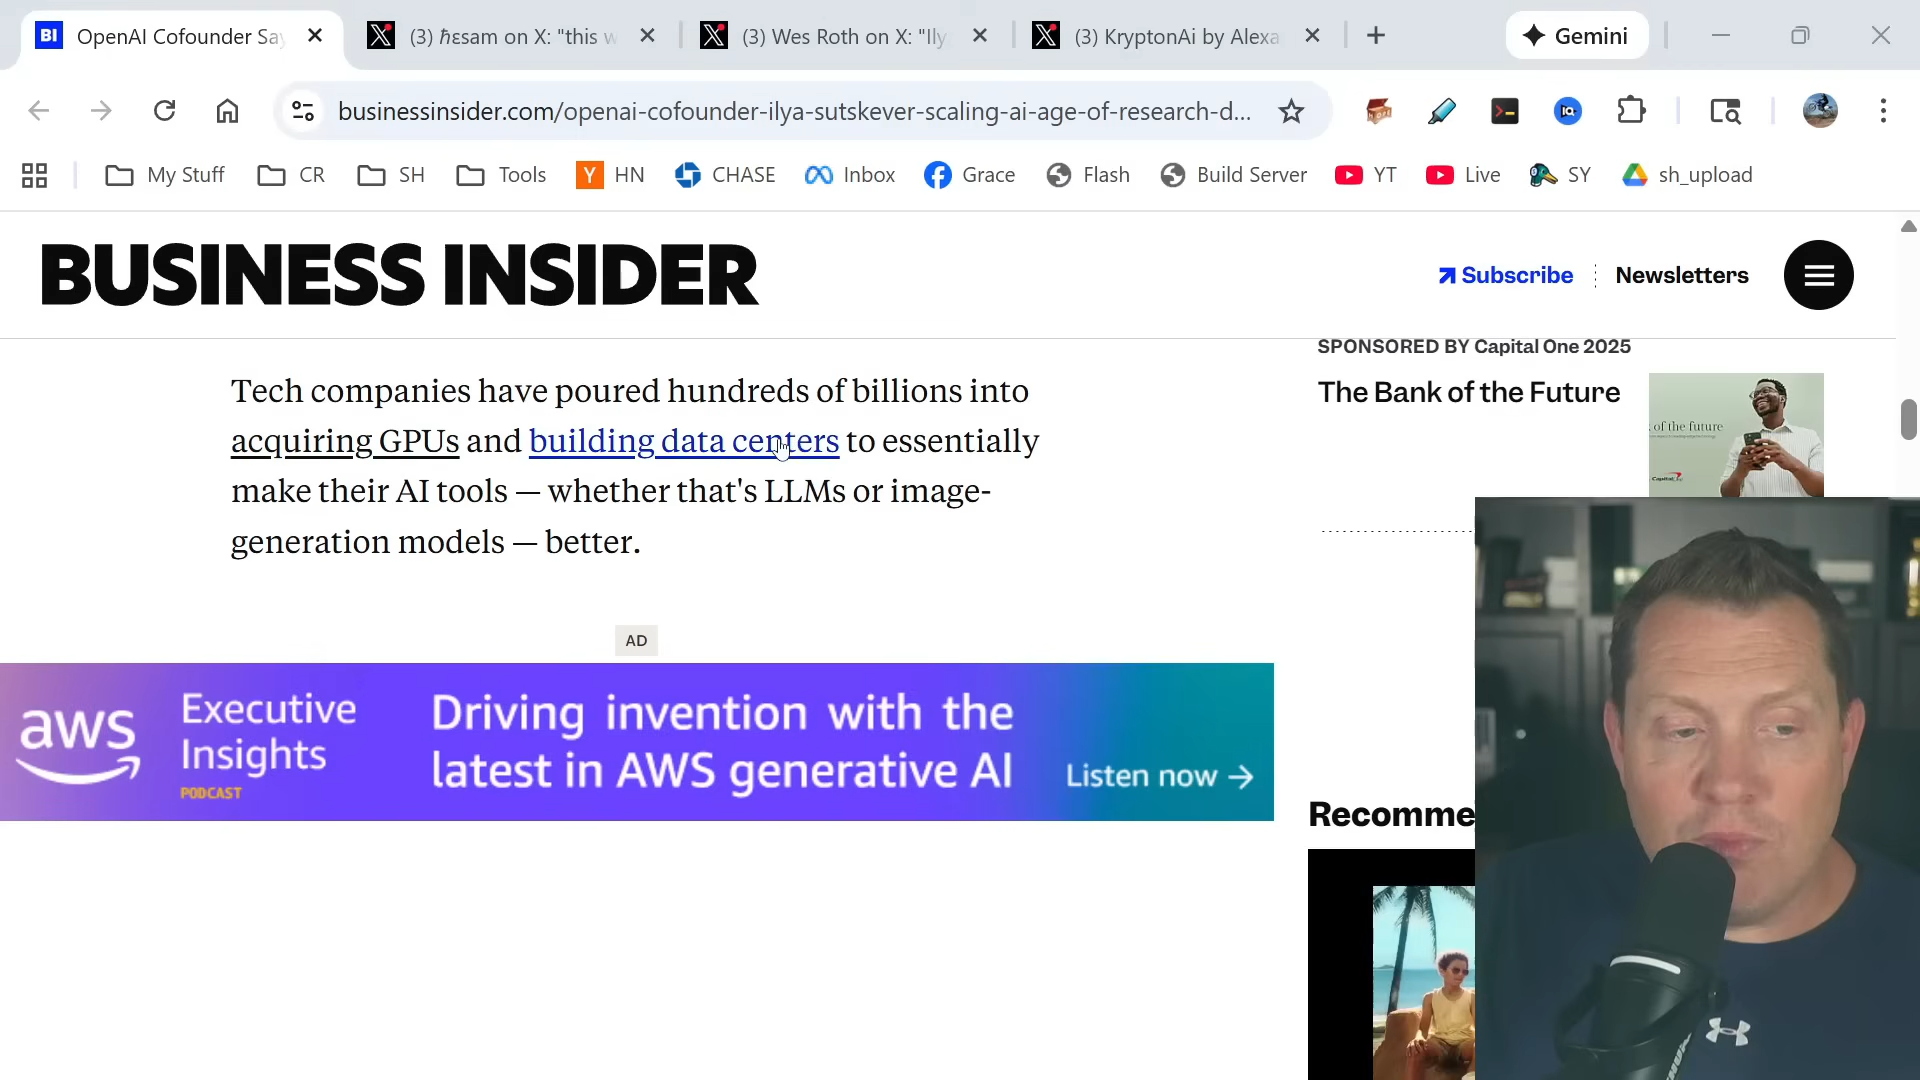 BI OpenAI Cofounder Sa
(3) ħεsam on X: "this w
(3) Wes Roth on X: "Ily
(3) KryptonAi by Alexa
Gemini
businessinsider.com/openai-cofounder-ilya-sutskever-scaling-ai-age-of-research-d...
My Stuff
CR
SH
Tools
Y HN
CHASE
Inbox
Grace
Flash
Build Server
YT
Live
SY
sh_upload
BUSINESS INSIDER
Subscribe
Newsletters
Tech companies have poured hundreds of billions into
acquiring GPUs and building data centers to essentially
make their AI tools — whether that's LLMs or image-
generation models — better.
SPONSORED BY Capital One 2025
The Bank of the Future
of the future
AD
aws
Executive
Insights
PODCAST
Driving invention with the
latest in AWS generative AI
Listen now →
Recomme